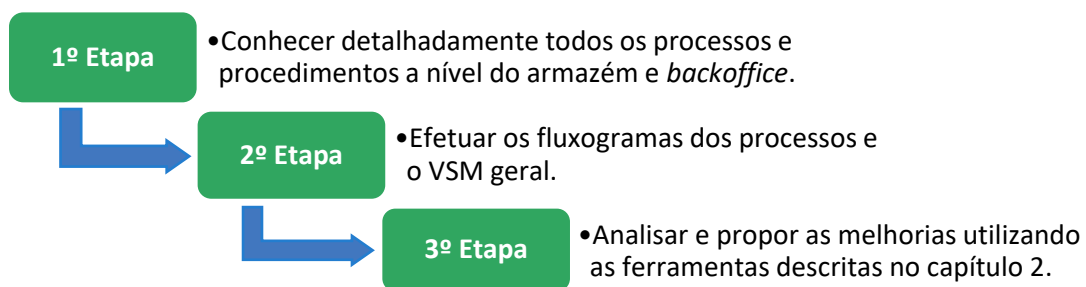 1º Etapa
•Conhecer detalhadamente todos os processos e
procedimentos a nível do armazém e backoffice.
2º Etapa
•Efetuar os fluxogramas dos processos e
o VSM geral.
3º Etapa
•Analisar e propor as melhorias utilizando
as ferramentas descritas no capítulo 2.